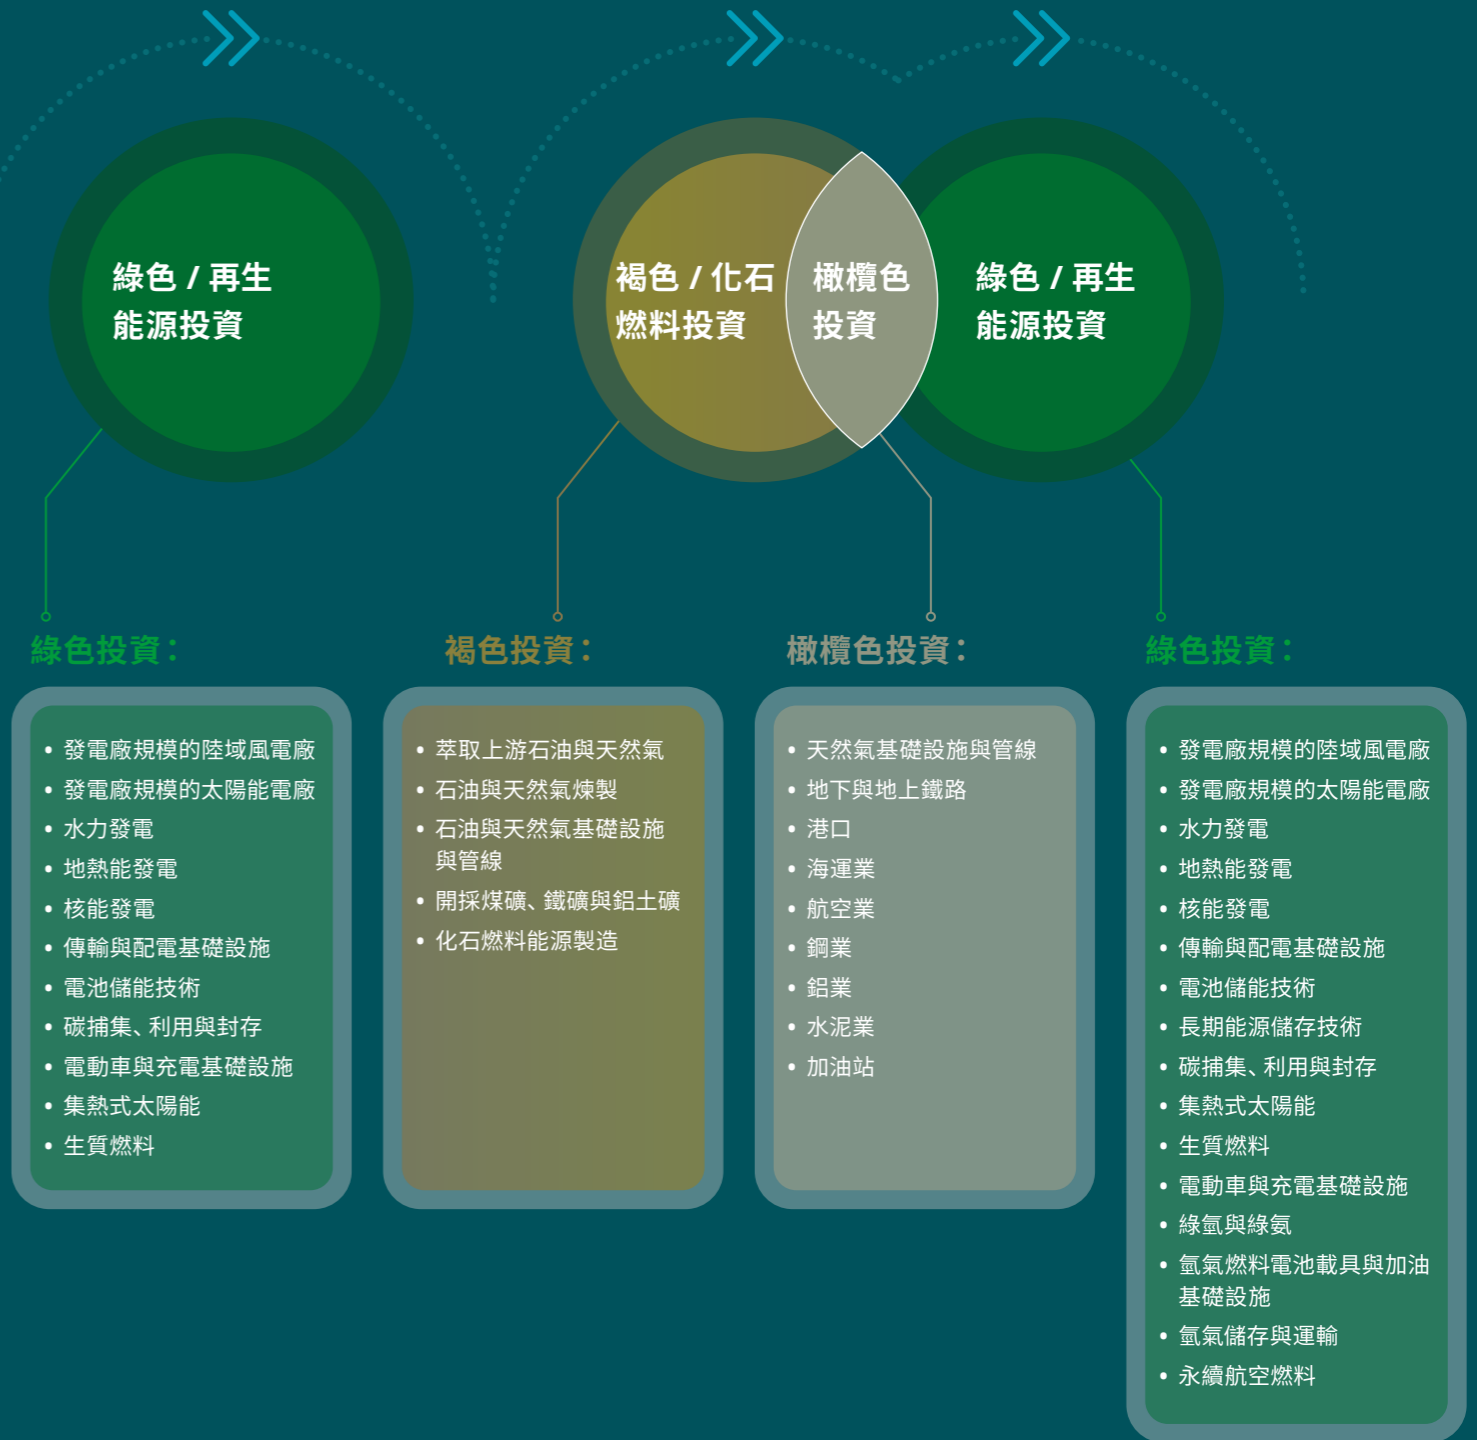 綠色 / 再生
能源投資
褐色 / 化石
燃料投資
橄欖色
投資
綠色 / 再生
能源投資
綠色投資：
• 發電廠規模的陸域風電廠
• 發電廠規模的太陽能電廠
• 水力發電
• 地熱能發電
• 核能發電
• 傳輸與配電基礎設施
• 電池儲能技術
• 碳捕集、利用與封存
• 電動車與充電基礎設施
• 集熱式太陽能
• 生質燃料
褐色投資：
• 萃取上游石油與天然氣
• 石油與天然氣煉製
• 石油與天然氣基礎設施
與管線
• 開採煤礦、鐵礦與鋁土礦
• 化石燃料能源製造
橄欖色投資：
• 天然氣基礎設施與管線
• 地下與地上鐵路
• 港口
• 海運業
• 航空業
• 鋼業
• 鋁業
• 水泥業
• 加油站
綠色投資：
• 發電廠規模的陸域風電廠
• 發電廠規模的太陽能電廠
• 水力發電
• 地熱能發電
• 核能發電
• 傳輸與配電基礎設施
• 電池儲能技術
• 長期能源儲存技術
• 碳捕集、利用與封存
• 集熱式太陽能
• 生質燃料
• 電動車與充電基礎設施
• 綠氫與綠氨
• 氫氣燃料電池載具與加油
基礎設施
• 氫氣儲存與運輸
• 永續航空燃料